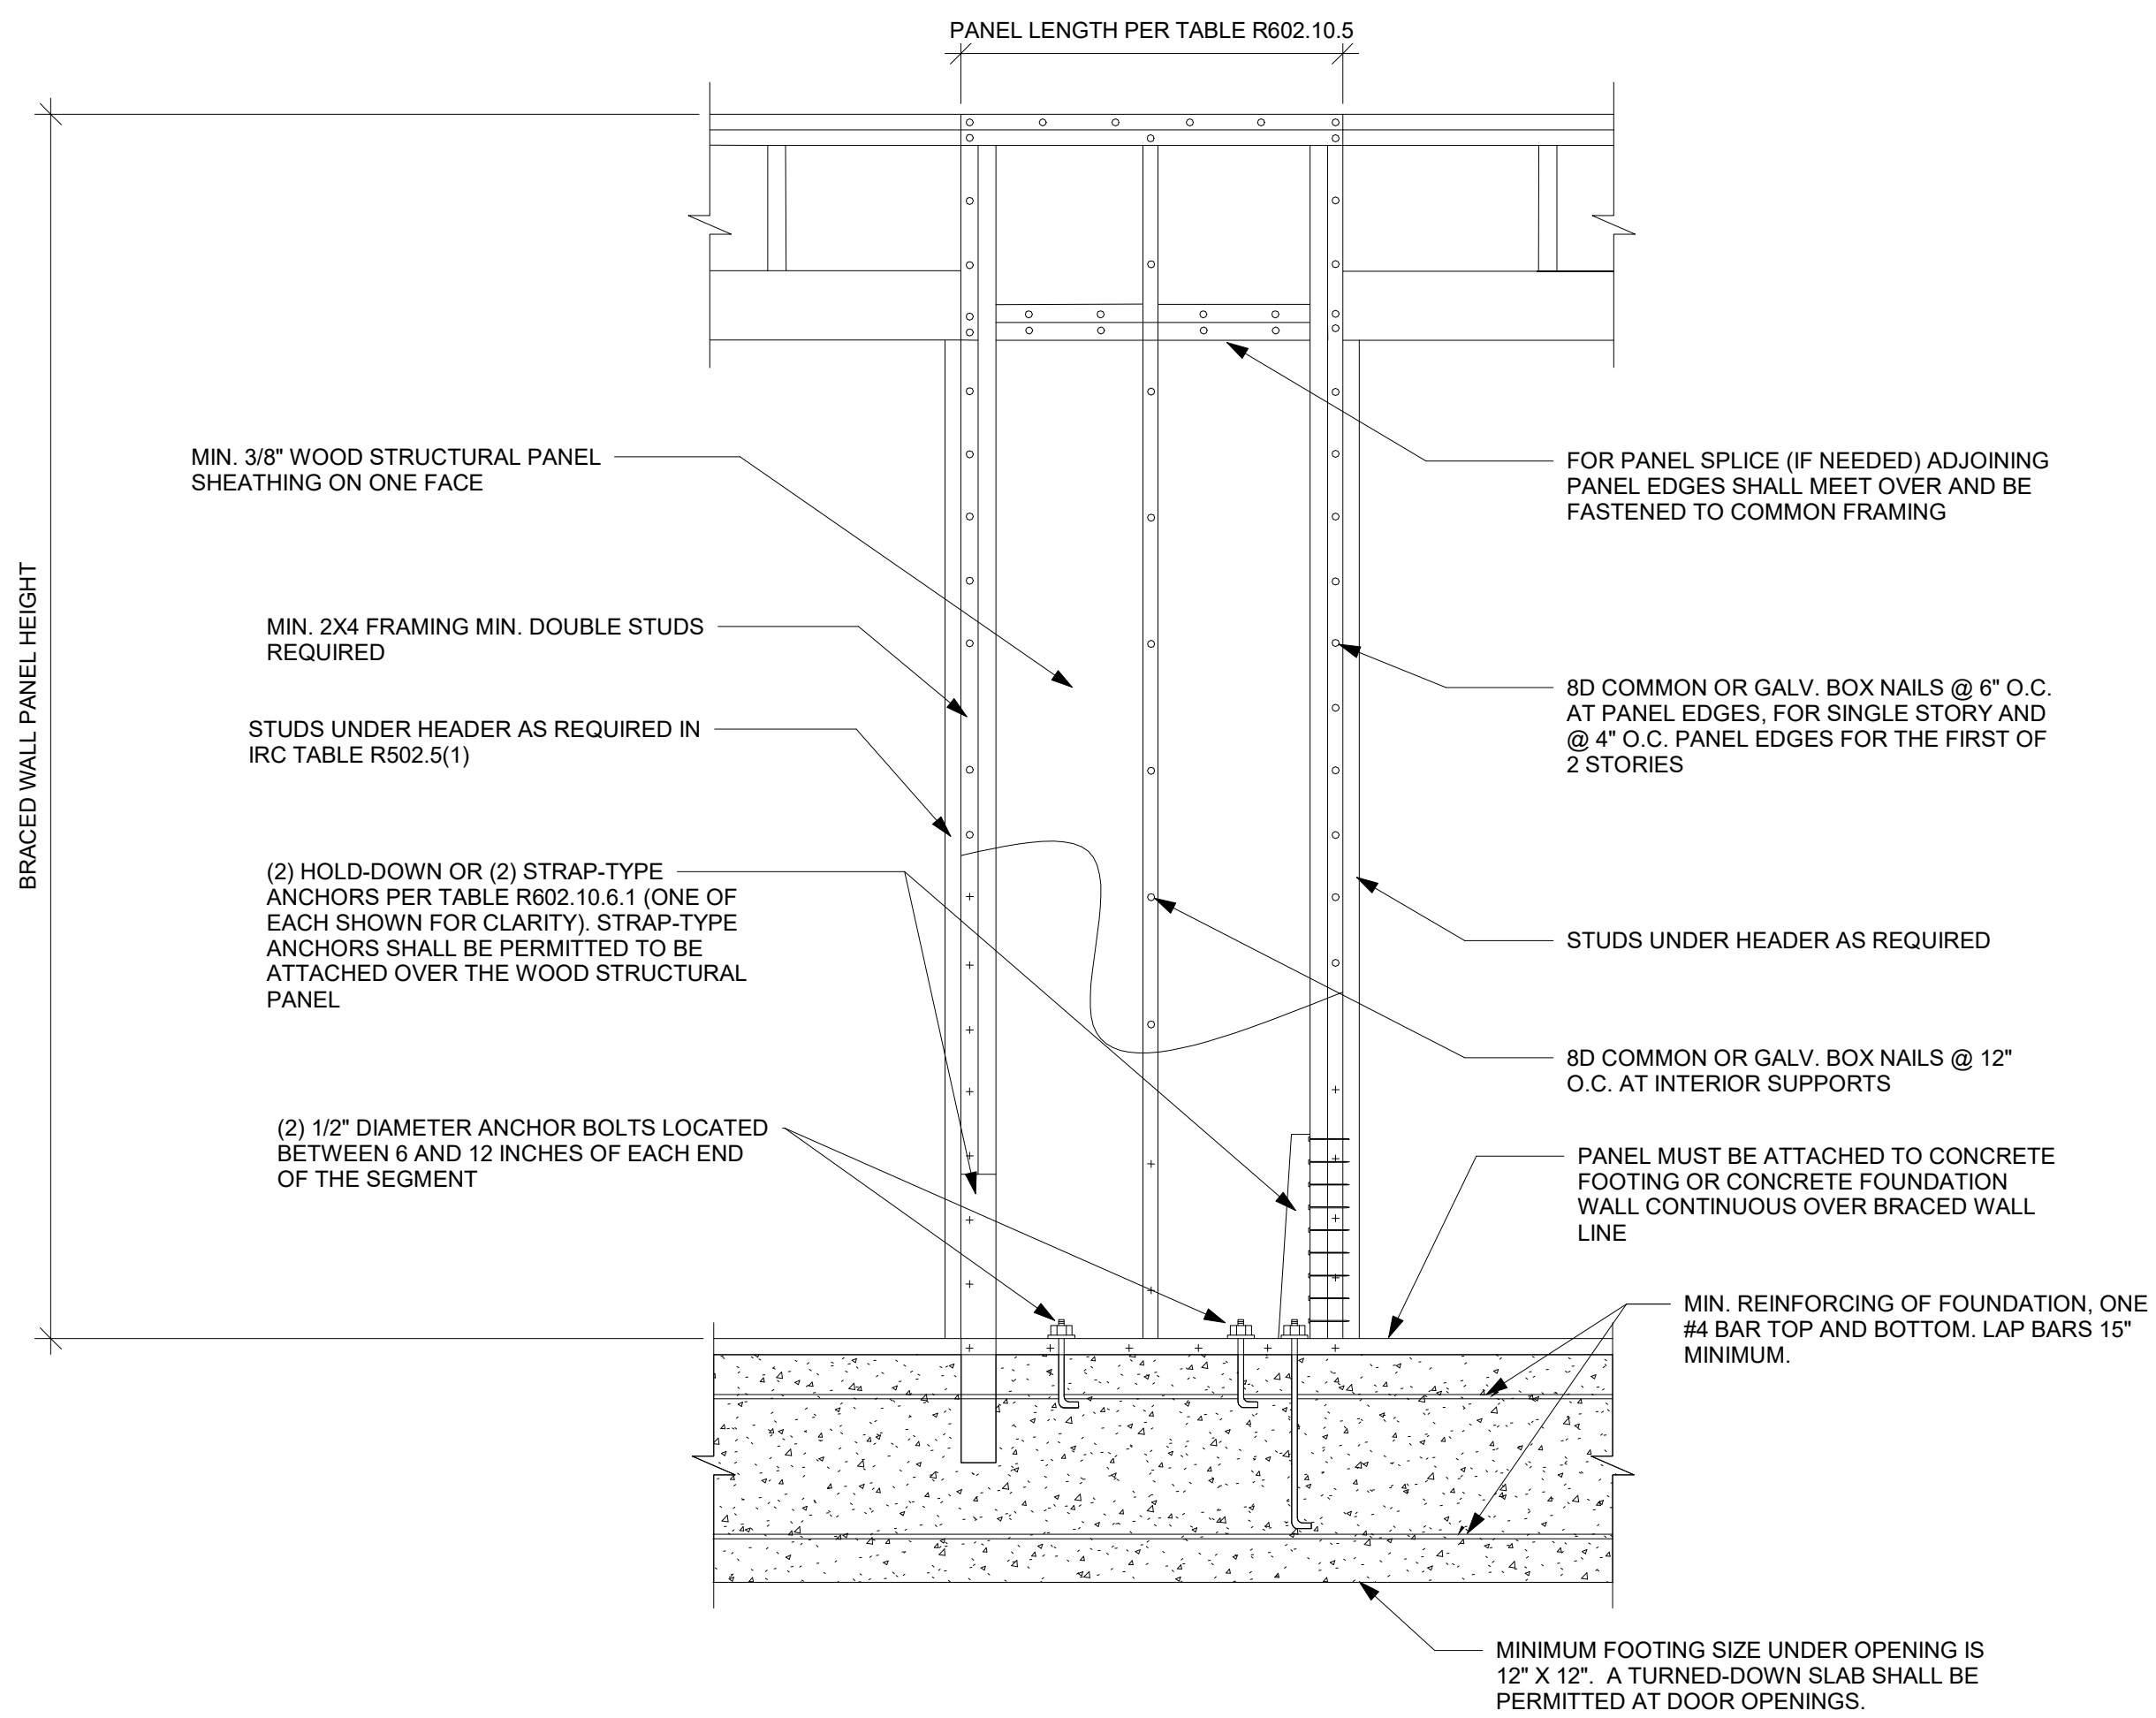 PANEL LENGTH PER TABLE R602.10.5
BRACED WALL PANEL HEIGHT
MIN. 3/8" WOOD STRUCTURAL PANEL
SHEATHING ON ONE FACE
MIN. 2X4 FRAMING MIN. DOUBLE STUDS
REQUIRED
STUDS UNDER HEADER AS REQUIRED IN
IRC TABLE R502.5(1)
(2) HOLD-DOWN OR (2) STRAP-TYPE
ANCHORS PER TABLE R602.10.6.1 (ONE OF
EACH SHOWN FOR CLARITY). STRAP-TYPE
ANCHORS SHALL BE PERMITTED TO BE
ATTACHED OVER THE WOOD STRUCTURAL
PANEL
(2) 1/2" DIAMETER ANCHOR BOLTS LOCATED
BETWEEN 6 AND 12 INCHES OF EACH END
OF THE SEGMENT
FOR PANEL SPLICE (IF NEEDED) ADJOINING
PANEL EDGES SHALL MEET OVER AND BE
FASTENED TO COMMON FRAMING
8D COMMON OR GALV. BOX NAILS @ 6" O.C.
AT PANEL EDGES, FOR SINGLE STORY AND
@ 4" O.C. PANEL EDGES FOR THE FIRST OF
2 STORIES
STUDS UNDER HEADER AS REQUIRED
8D COMMON OR GALV. BOX NAILS @ 12"
O.C. AT INTERIOR SUPPORTS
PANEL MUST BE ATTACHED TO CONCRETE
FOOTING OR CONCRETE FOUNDATION
WALL CONTINUOUS OVER BRACED WALL
LINE
MIN. REINFORCING OF FOUNDATION, ONE
#4 BAR TOP AND BOTTOM. LAP BARS 15"
MINIMUM.
MINIMUM FOOTING SIZE UNDER OPENING IS
12" X 12". A TURNED-DOWN SLAB SHALL BE
PERMITTED AT DOOR OPENINGS.